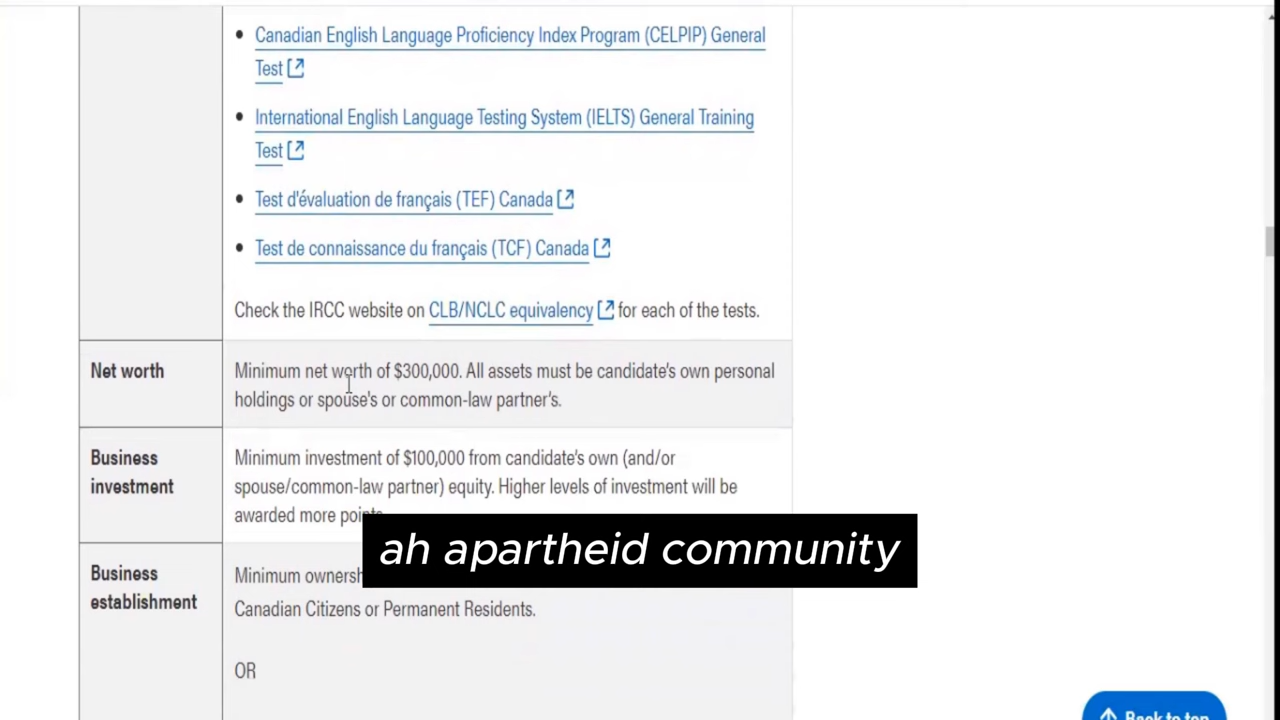 Canadian English Language Proficiency Index Program (CELPIP) General
Test
International English Language Testing System (IELTS) General Training
Test
Test d'évaluation de français (TEF) Canada
Test de connaissance du français (TCF) Canada
Check the IRCC website on CLB/NCLC equivalency for each of the tests.
Net worth
Minimum net worth of $300,000. All assets must be candidate's own personal
holdings or spouse's or common-law partner's.
Business
investment
Minimum investment of $100,000 from candidate's own (and/or
spouse/common-law partner) equity. Higher levels of investment will be
awarded more points.
ah apartheid community
Business
establishment
Minimum
Canadian Citizens or Permanent Residents.
OR
Back to top